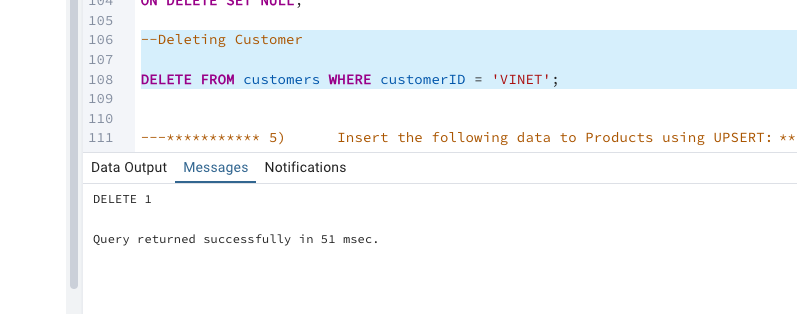 104 ON DELETE SET NULL;
105
106 --Deleting Customer
107
108 DELETE FROM customers WHERE customerID = 'VINET';
109
110
111 ---*********** 5) Insert the following data to Products using UPSERT: **
Data Output Messages Notifications
DELETE 1
Query returned successfully in 51 msec.